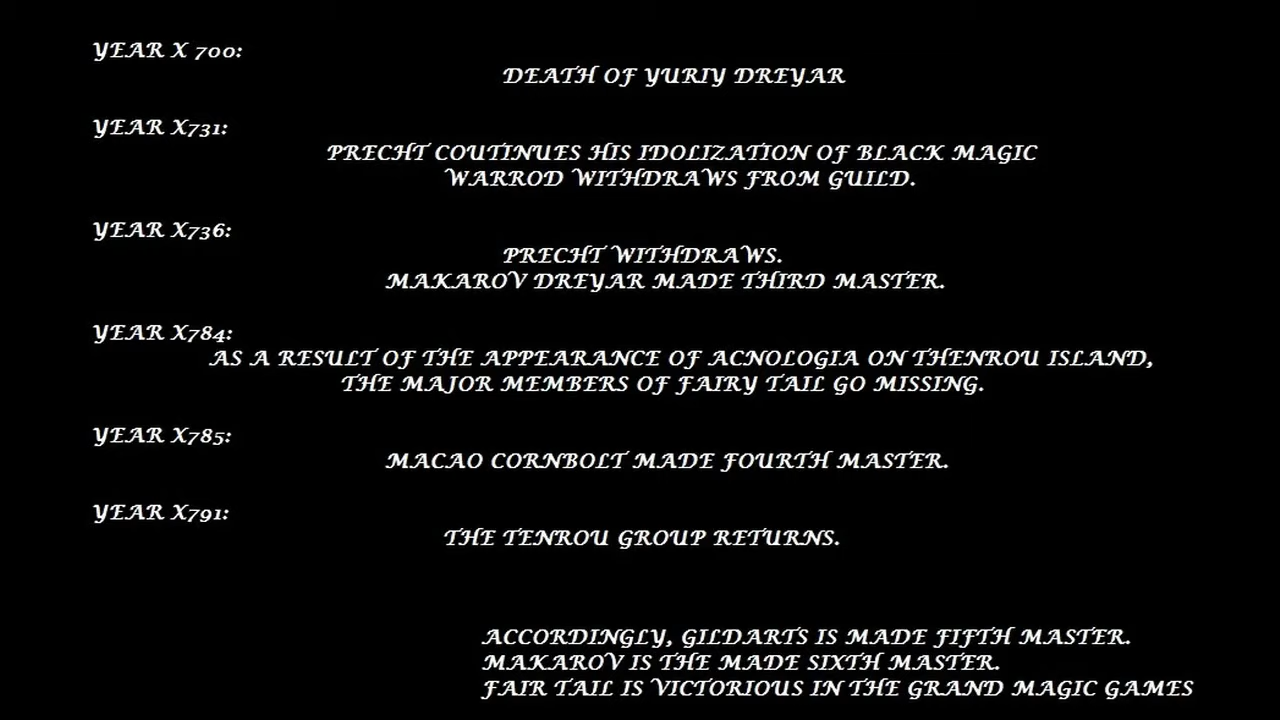 YEAR X 700:
DEATH OF YURIY DREYAR
YEAR X731:
PRECHT COUTINUES HIS IDOLIZATION OF BLACK MAGIC
WARROD WITHDRAWS FROM GUILD.
YEAR X736:
PRECHT WITHDRAWS.
MAKAROV DREYAR MADE THIRD MASTER.
YEAR X784:
AS A RESULT OF THE APPEARANCE OF ACNOLOGIA ON THENROU ISLAND,
THE MAJOR MEMBERS OF FAIRY TAIL GO MISSING.
YEAR X785:
MACAO CORNBOLT MADE FOURTH MASTER.
YEAR X791:
THE TENROU GROUP RETURNS.
ACCORDINGLY, GILDARTS IS MADE FIFTH MASTER.
MAKAROV IS THE MADE SIXTH MASTER.
FAIR TAIL IS VICTORIOUS IN THE GRAND MAGIC GAMES